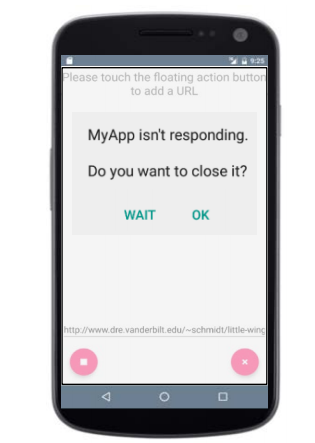 9:25
Please touch the floating action button
to add a URL
MyApp isn't responding.
Do you want to close it?
WAIT OK
http://www.dre.vanderbilt.edu/~schmidt/little-wing